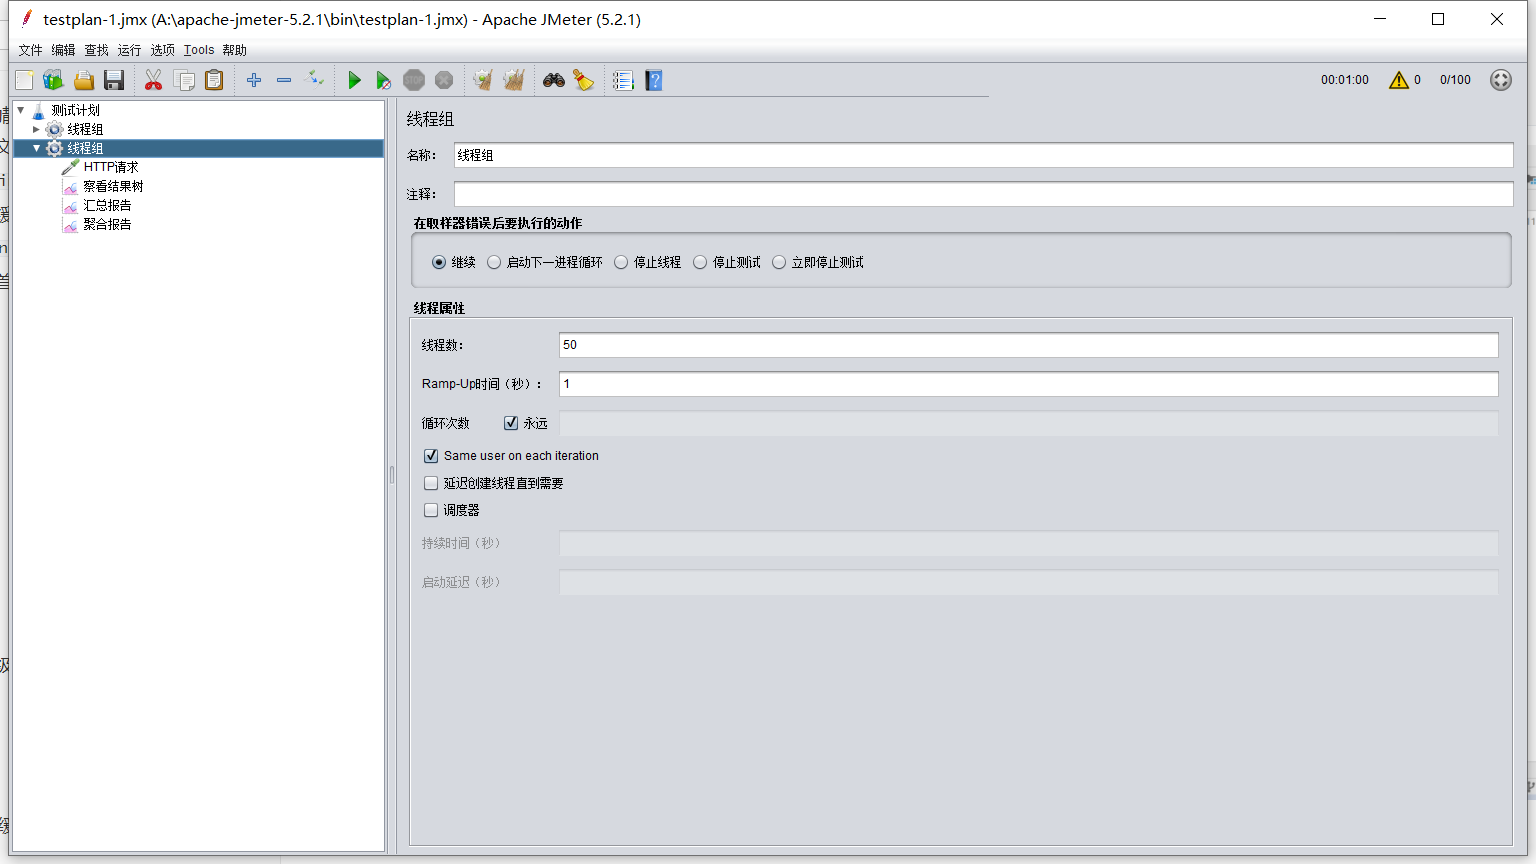 testplan-1.jmx (A:\apache-jmeter-5.2.1\bin\testplan-1.jmx) - Apache JMeter (5.2.1)
文件 编辑 查找 运行 选项 Tools 帮助
STOP
00:01:00 0 0/100
测试计划
线程组
线程组
HTTP请求
察看结果树
汇总报告
聚合报告
线程组
名称： 线程组
注释：
在取样器错误后要执行的动作
继续 启动下一进程循环 停止线程 停止测试 立即停止测试
线程属性
线程数： 50
Ramp-Up时间（秒）： 1
循环次数 永远
Same user on each iteration
延迟创建线程直到需要
调度器
持续时间（秒）
启动延迟（秒）